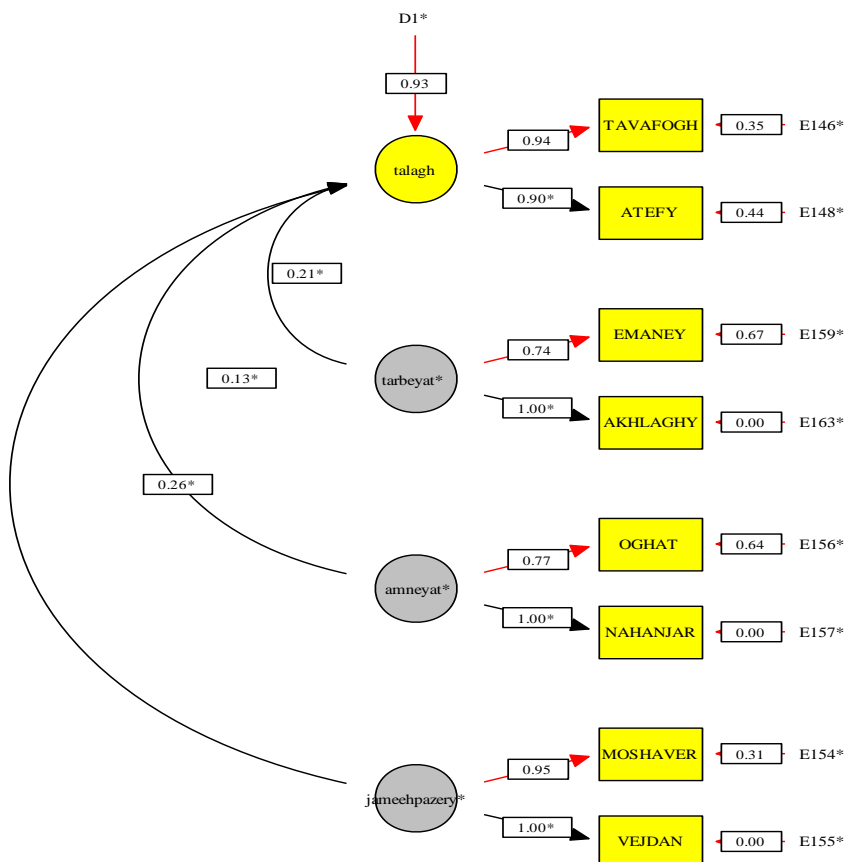 D1*
0.93
TAVAFOGH
0.35
E146*
0.94
talagh
0.90*
ATEFY
0.44
E148*
0.21*
EMANEY
0.67
E159*
0.74
tarbeyat*
0.13*
1.00*
AKHLAGHY
0.00
E163*
0.26*
OGHAT
0.64
E156*
0.77
amneyat*
1.00*
NAHANJAR
0.00
E157*
MOSHAVER
0.31
E154*
0.95
jameehpazery*
1.00*
VEJDAN
0.00
E155*